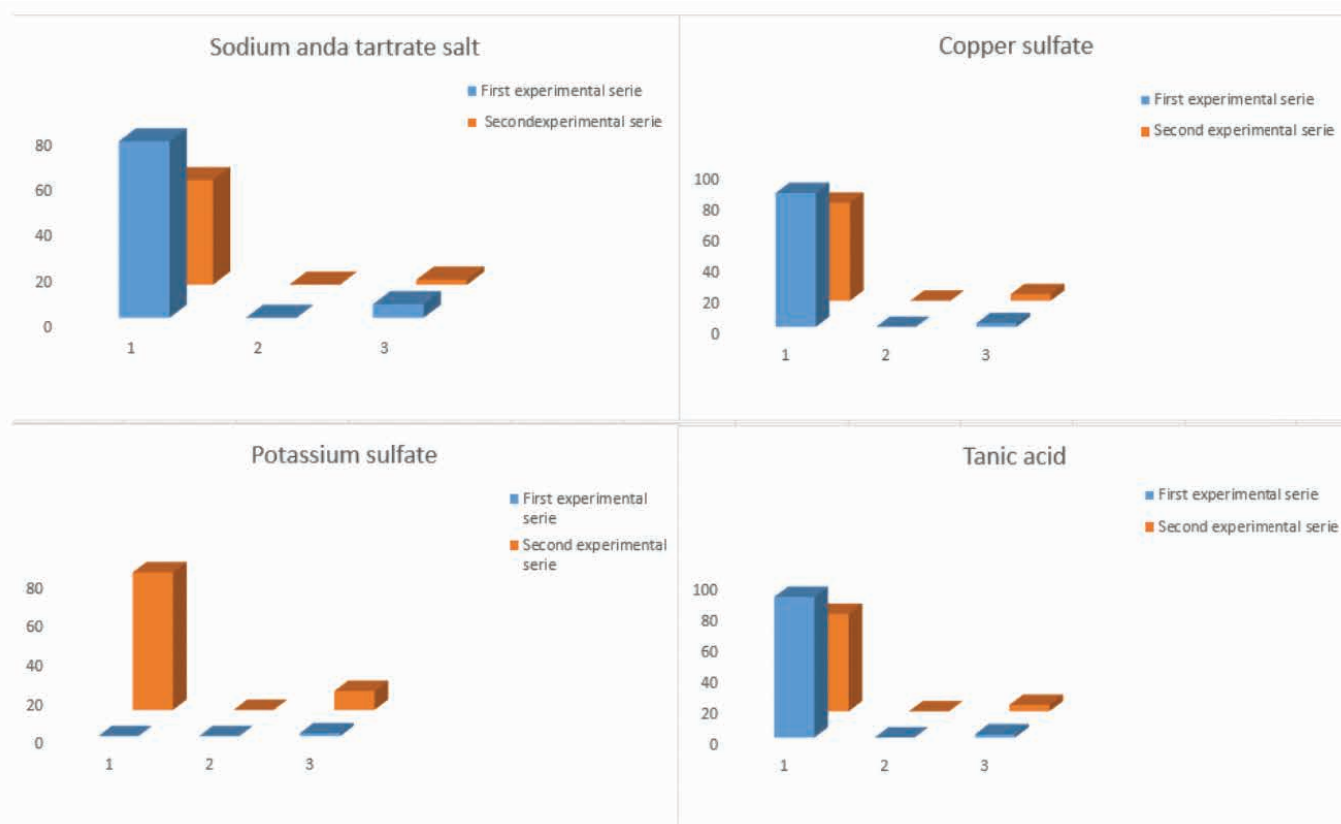 Sodium anda tartrate salt
First experimental serie
Secondexperimental serie
80
60
40
20
0
1 2 3
Copper sulfate
First experimental serie
Second experimental serie
100
80
60
40
20
0
1 2 3
Potassium sulfate
First experimental
serie
Second experimental
serie
80
60
40
20
0
1 2 3
Tanic acid
First experimental serie
Second experimental serie
100
80
60
40
20
0
1 2 3